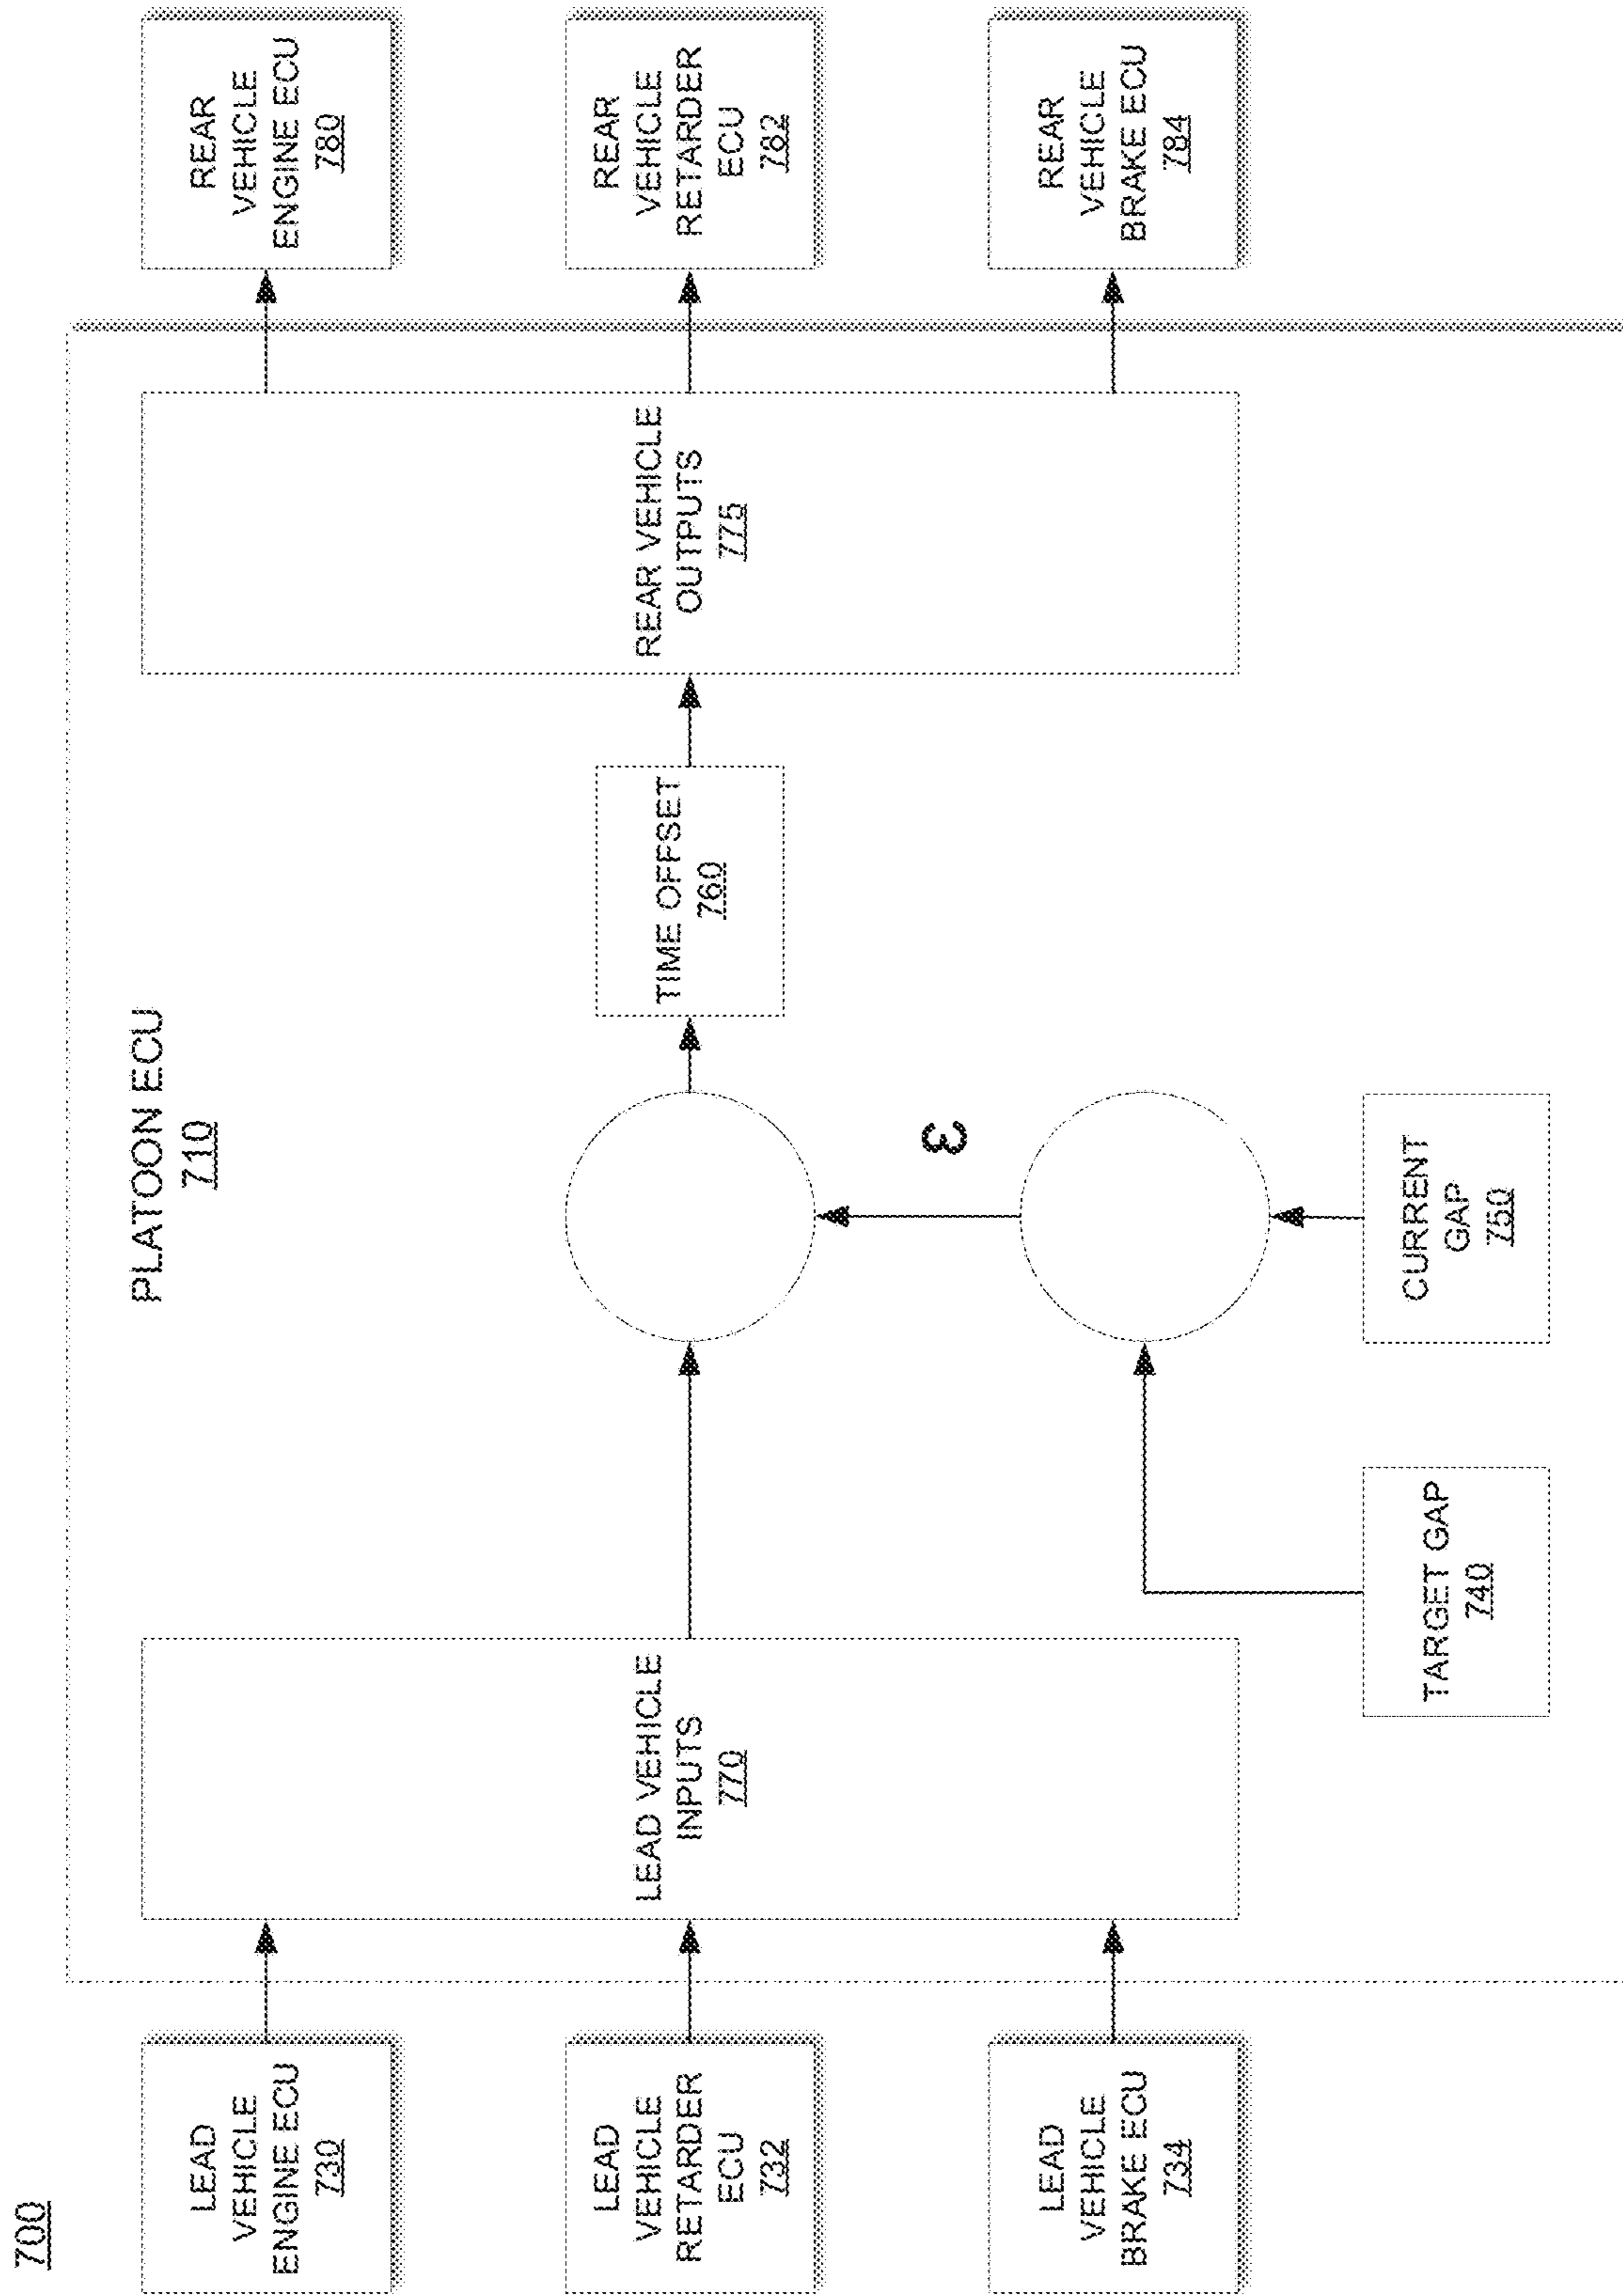 700
PLATOON ECU
710
LEAD
VEHICLE
ENGINE ECU
730
LEAD
VEHICLE
RETARDER
ECU
732
LEAD
VEHICLE
BRAKE ECU
734
LEAD VEHICLE
INPUTS
770
TARGET GAP
740
CURRENT
GAP
750
ε
TIME OFFSET
760
REAR VEHICLE
OUTPUTS
775
REAR
VEHICLE
ENGINE ECU
780
REAR
VEHICLE
RETARDER
ECU
782
REAR
VEHICLE
BRAKE ECU
784